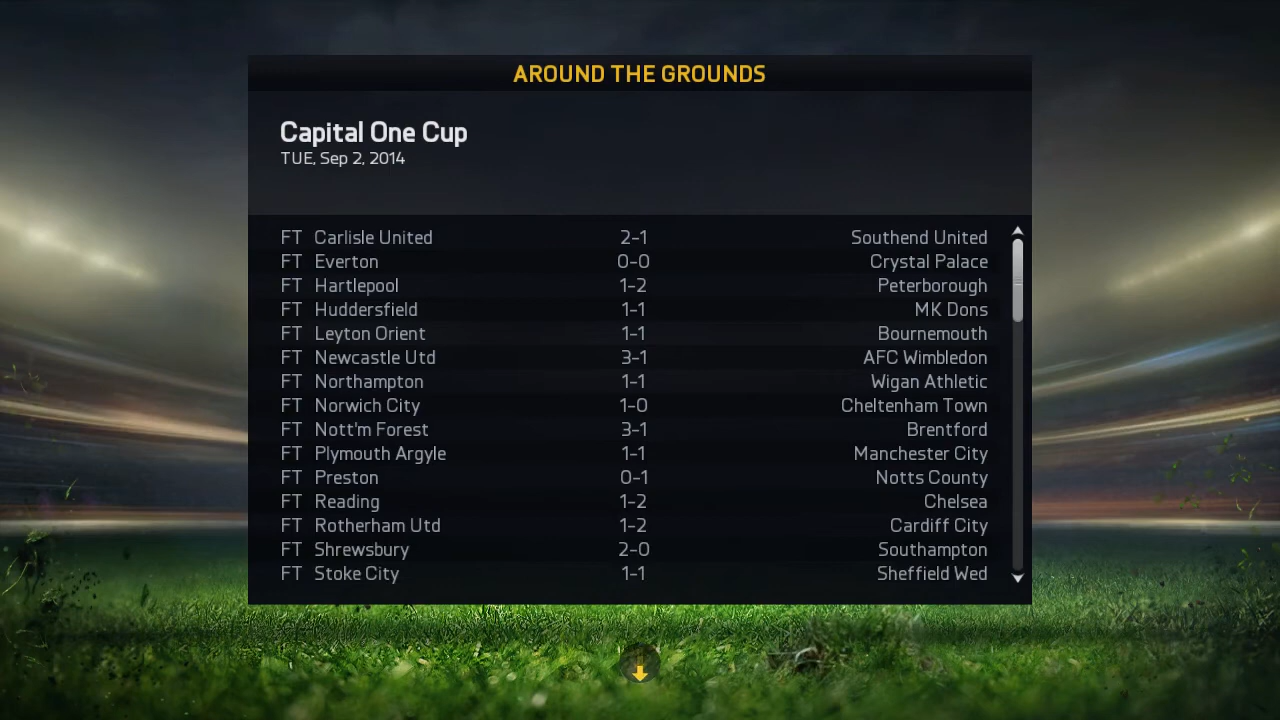 AROUND THE GROUNDS
Capital One Cup
TUE, Sep 2, 2014
FT Carlisle United 2-1 Southend United
FT Everton 0-0 Crystal Palace
FT Hartlepool 1-2 Peterborough
FT Huddersfield 1-1 MK Dons
FT Leyton Orient 1-1 Bournemouth
FT Newcastle Utd 3-1 AFC Wimbledon
FT Northampton 1-1 Wigan Athletic
FT Norwich City 1-0 Cheltenham Town
FT Nott'm Forest 3-1 Brentford
FT Plymouth Argyle 1-1 Manchester City
FT Preston 0-1 Notts County
FT Reading 1-2 Chelsea
FT Rotherham Utd 1-2 Cardiff City
FT Shrewsbury 2-0 Southampton
FT Stoke City 1-1 Sheffield Wed